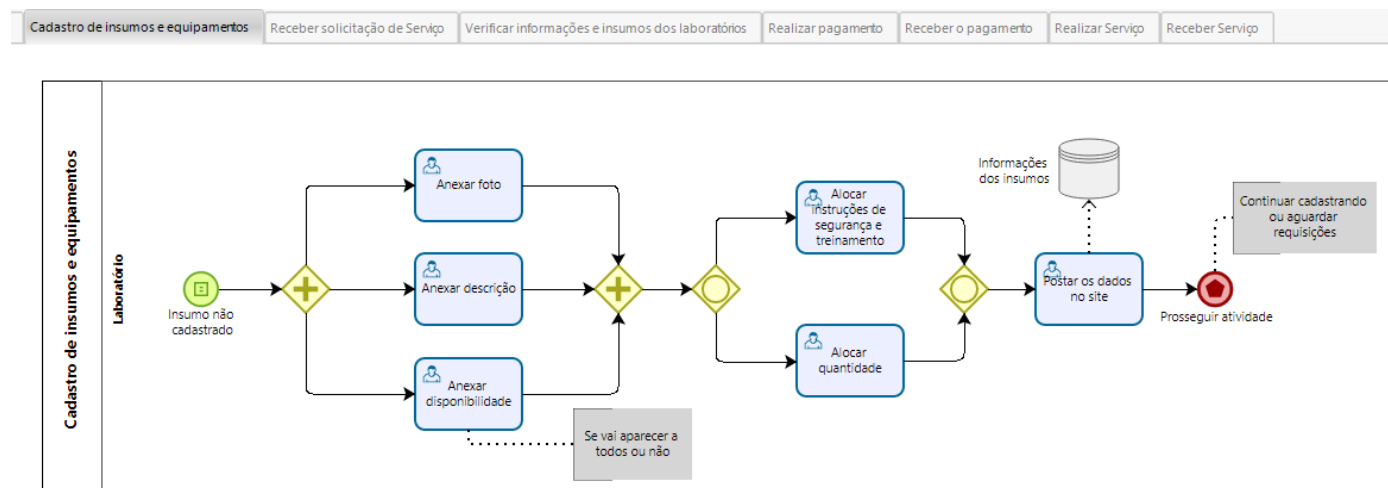 Cadastro de insumos e equipamentos
Receber solicitação de Serviço
Verificar informações e insumos dos laboratórios
Realizar pagamento
Receber o pagamento
Realizar Serviço
Receber Serviço
Cadastro de insumos e equipamentos
Laboratório
Insumo não
cadastrado
Anexar foto
Anexar descrição
Anexar
disponibilidade
Se vai aparecer a
todos ou não
Alocar
instruções de
segurança e
treinamento
Alocar
quantidade
Informações
dos insumos
Postar os dados
no site
Continuar cadastrando
ou aguardar
requisições
Prosseguir atividade